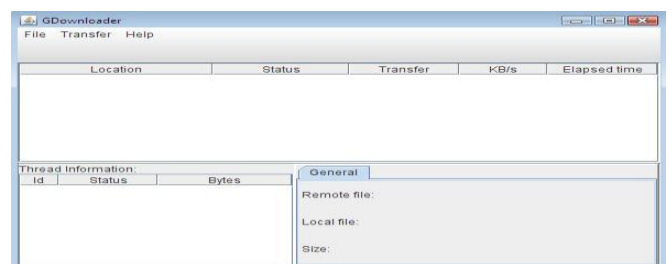 GDownloader
File Transfer Help
Location Status Transfer KB/s Elapsed time
Thread Information:
Id Status Bytes
General
Remote file:
Local file:
Size: